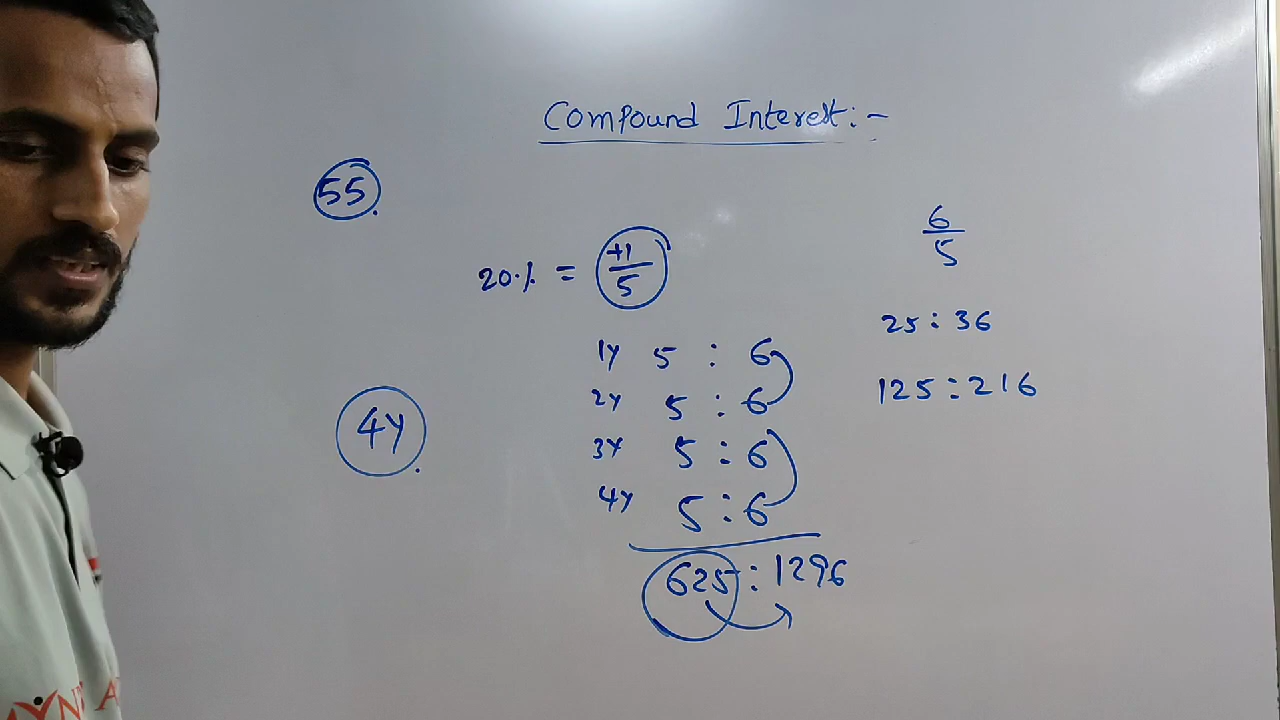 Compound Interest:-
55.
6/5
20% = +1/5
25 : 36
1Y 5 : 6
125 : 216
2Y 5 : 6
4Y.
3Y 5 : 6
4Y 5 : 6
625 : 1296